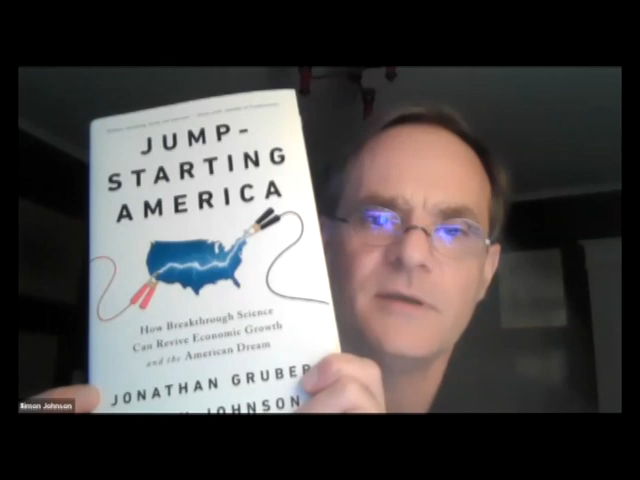 JUMP-
STARTING
AMERICA
How Breakthrough Science
Can Revive Economic Growth
and the American Dream
JONATHAN GRUBER
JOHNSON
Simon Johnson